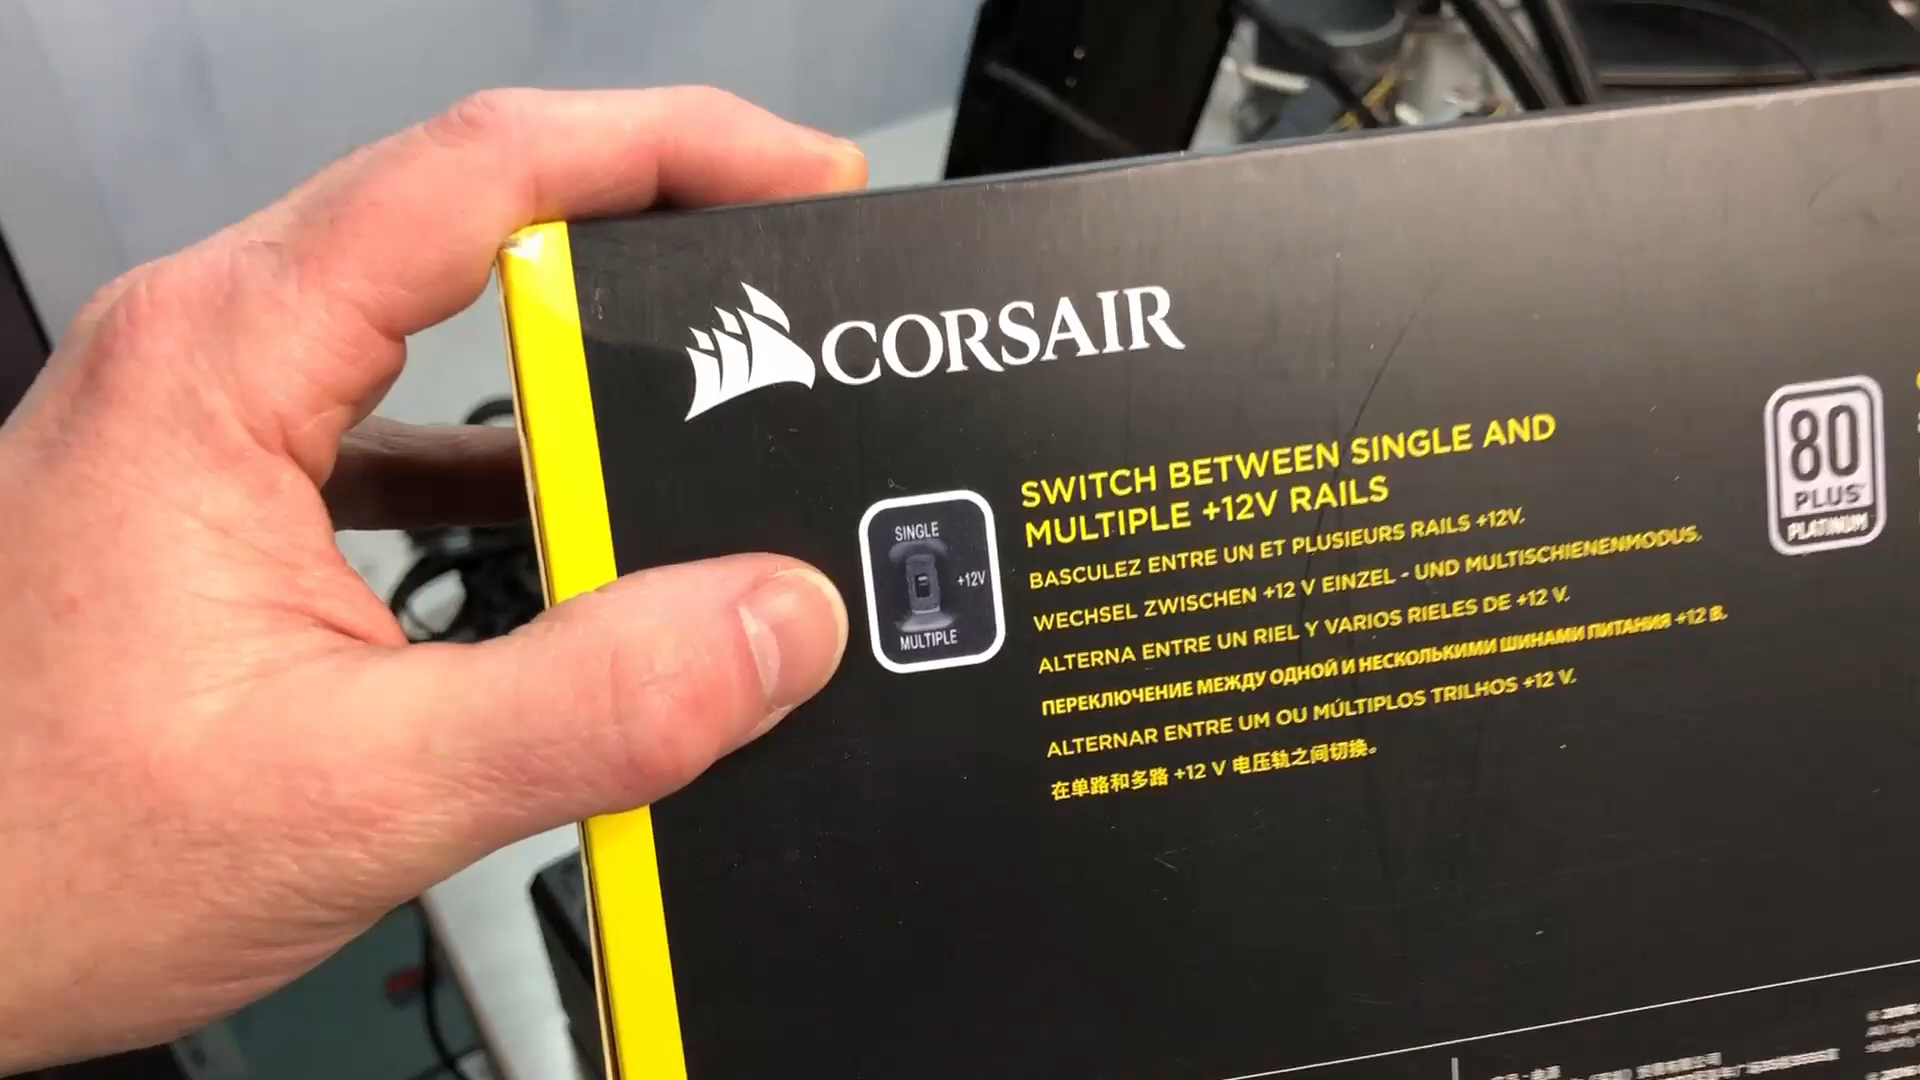 CORSAIR
SINGLE
+12V
MULTIPLE
SWITCH BETWEEN SINGLE AND
MULTIPLE +12V RAILS
BASCULEZ ENTRE UN ET PLUSIEURS RAILS +12V.
WECHSEL ZWISCHEN +12 V EINZEL - UND MULTISCHIENENMODUS.
ALTERNA ENTRE UN RIEL Y VARIOS RIELES DE +12 V.
ПЕРЕКЛЮЧЕНИЕ МЕЖДУ ОДНОЙ И НЕСКОЛЬКИМИ ШИНАМИ ПИТАНИЯ +12 В.
ALTERNAR ENTRE UM OU MÚLTIPLOS TRILHOS +12 V.
在单路和多路 +12 V 电压轨之间切换。
80
PLUS
PLATINUM